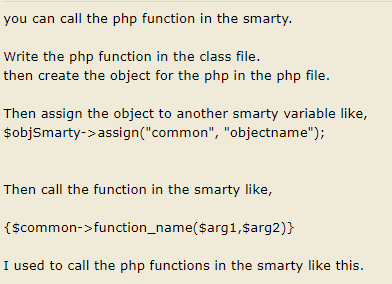 you can call the php function in the smarty.
Write the php function in the class file.
then create the object for the php in the php file.
Then assign the object to another smarty variable like,
$objSmarty->assign("common", "objectname");
Then call the function in the smarty like,
{$common->function_name($arg1,$arg2)}
I used to call the php functions in the smarty like this.